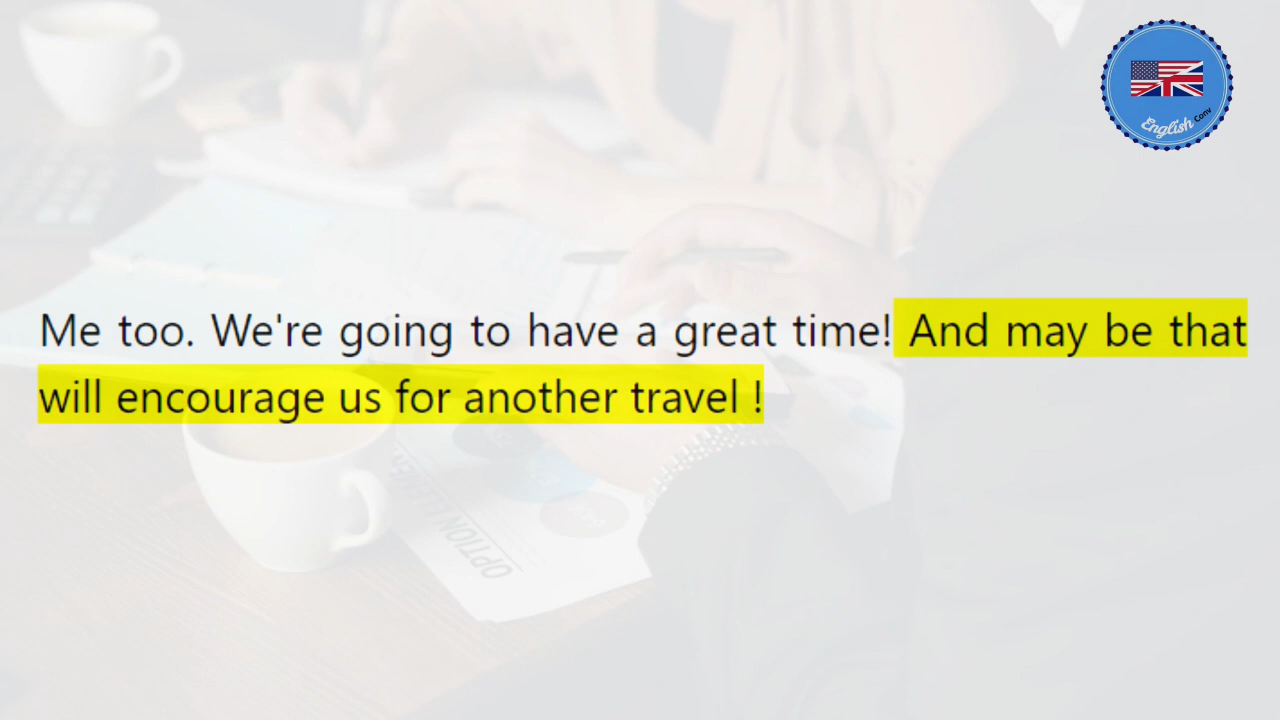 English Conv
Me too. We're going to have a great time! And may be that
will encourage us for another travel !
OPTION